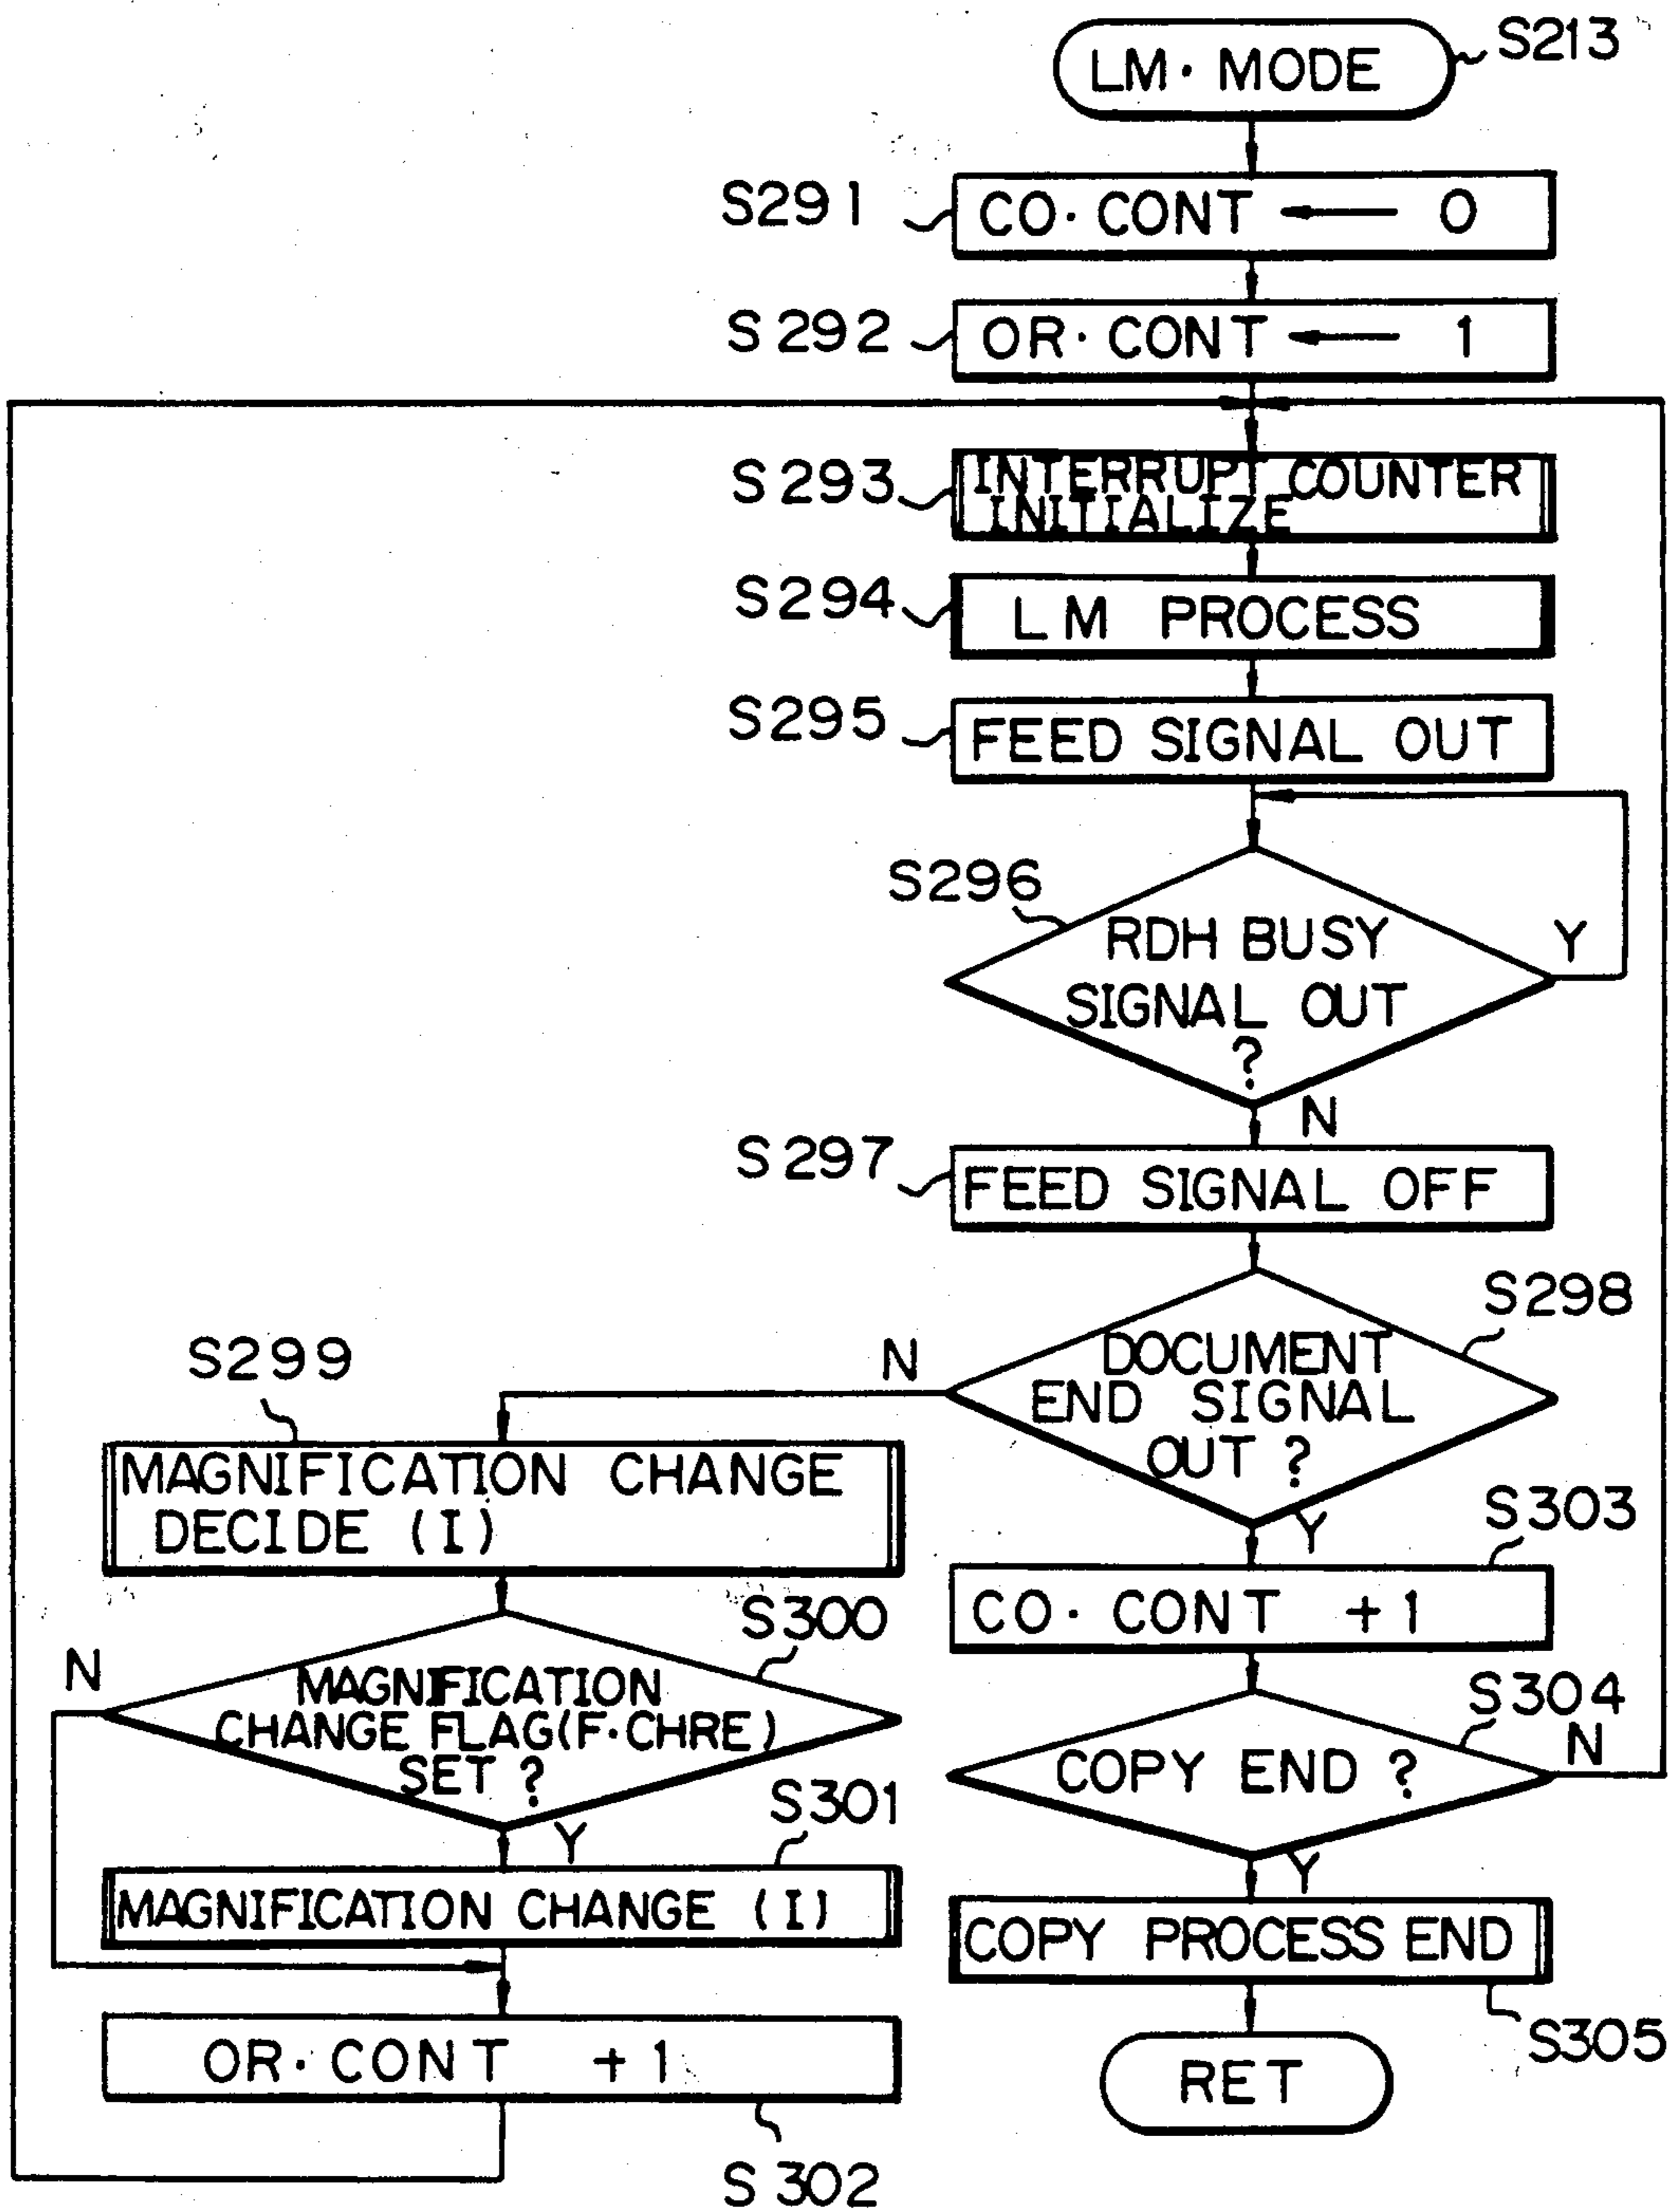 LM · MODE
S213
S291
CO · CONT ← 0
S292
OR · CONT ← 1
S293
INTERRUPT COUNTER
INITIALIZE
S294
LM PROCESS
S295
FEED SIGNAL OUT
S296
RDH BUSY
SIGNAL OUT
?
Y
N
S297
FEED SIGNAL OFF
S298
DOCUMENT
END SIGNAL
OUT ?
N
Y
S299
MAGNIFICATION CHANGE
DECIDE (I)
S300
MAGNIFICATION
CHANGE FLAG (F·CHRE)
SET ?
N
Y
S301
MAGNIFICATION CHANGE (I)
OR · CONT +1
S302
S303
CO · CONT +1
S304
COPY END ?
N
Y
COPY PROCESS END
S305
RET